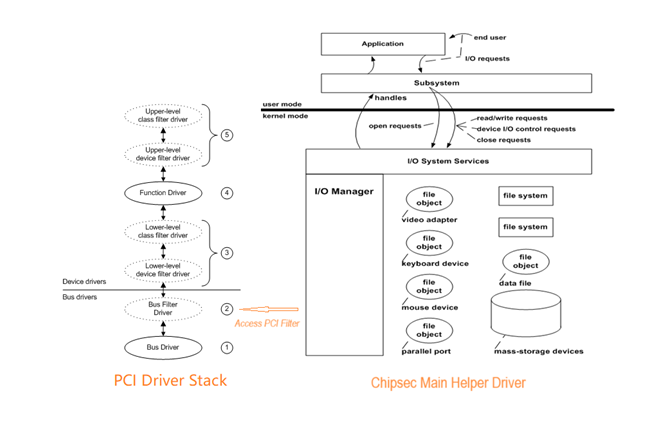 end user
Application
I/O requests
Subsystem
handles
user mode
kernel mode
open requests
read/write requests
device I/O control requests
close requests
I/O System Services
I/O Manager
file
object
video adapter
file system
file
object
keyboard device
file system
file
object
data file
file
object
mouse device
file
object
parallel port
mass-storage devices
Chipsec Main Helper Driver
Upper-level
class filter driver
5
Upper-level
device filter driver
Function Driver
4
Lower-level
class filter driver
3
Lower-level
device filter driver
Device drivers
Bus drivers
Bus Filter
Driver
2
Access PCI Filter
Bus Driver
1
PCI Driver Stack